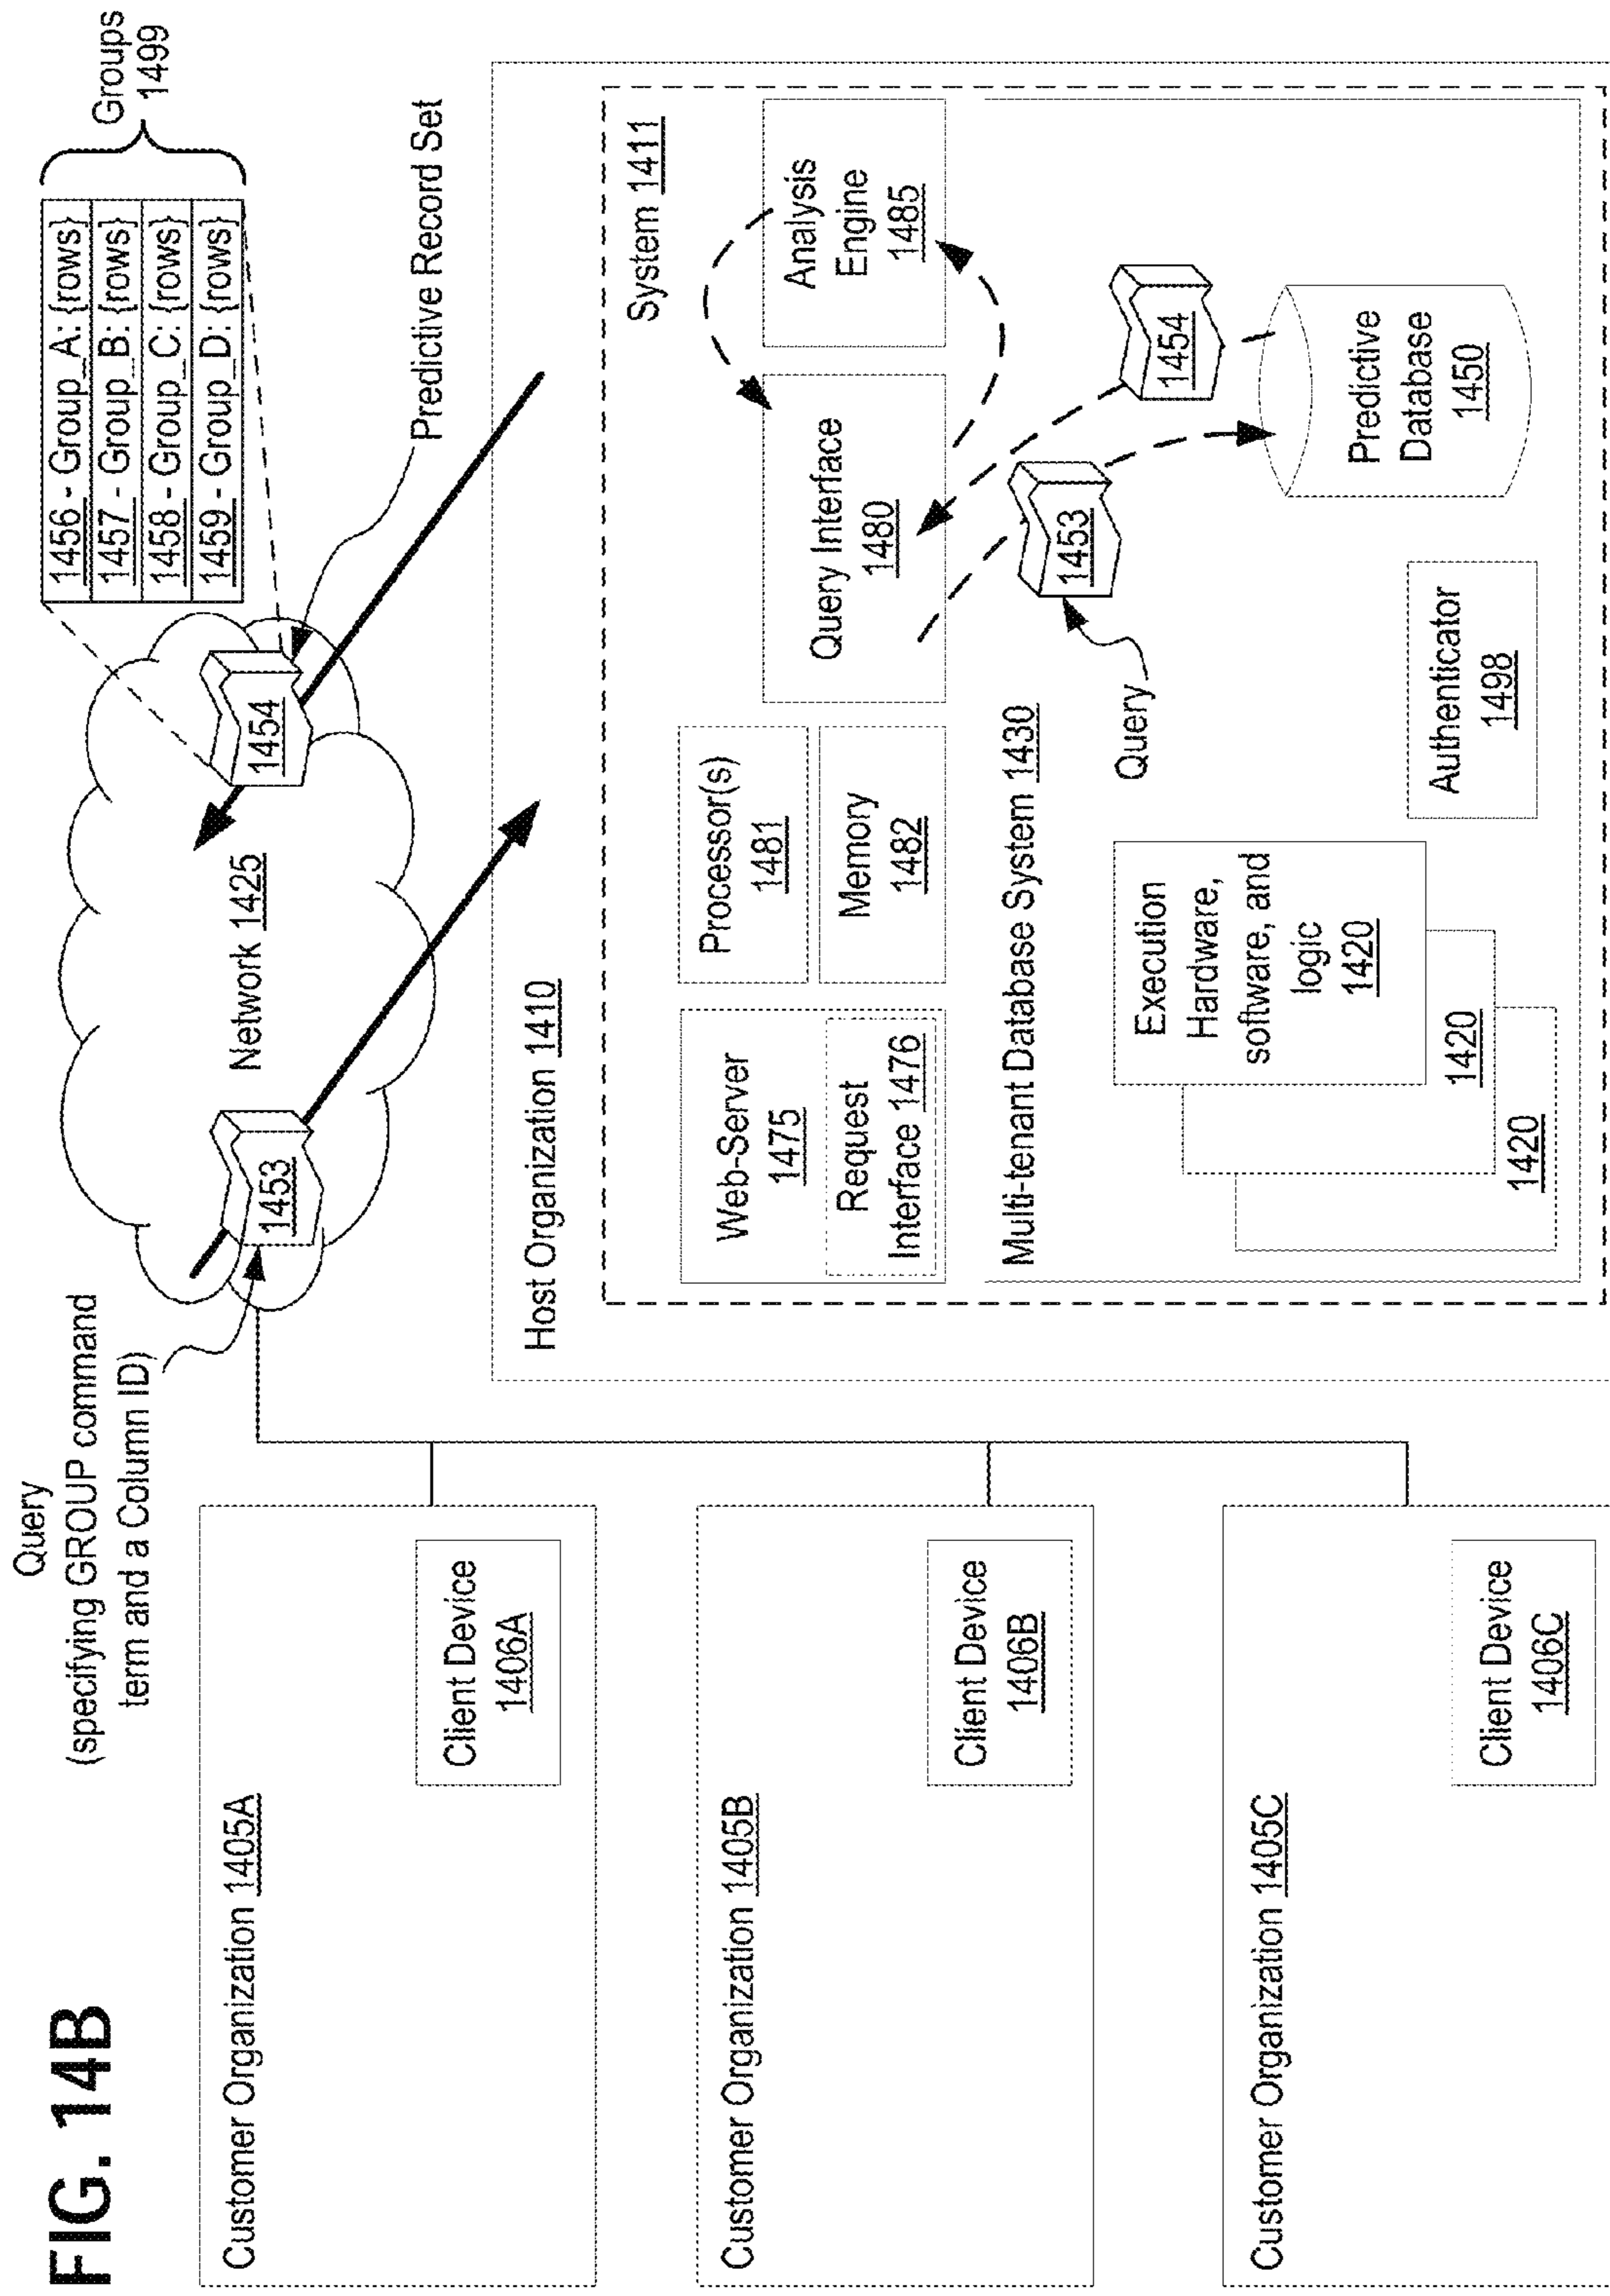 FIG. 14B
Query
(specifying GROUP command
term and a Column ID)
1456 - Group_A: {rows}
1457 - Group_B: {rows}
1458 - Group_C: {rows}
1459 - Group_D: {rows}
Groups
1499
Customer Organization 1405A
Client Device
1406A
Customer Organization 1405B
Client Device
1406B
Customer Organization 1405C
Client Device
1406C
1453
Network 1425
1454
Predictive Record Set
Host Organization 1410
System 1411
Web-Server
1475
Request
Interface 1476
Processor(s)
1481
Memory
1482
Query Interface
1480
Analysis
Engine
1485
Multi-tenant Database System 1430
Query
1453
1454
Execution
Hardware,
software, and
logic
1420
1420
1420
Authenticator
1498
Predictive
Database
1450